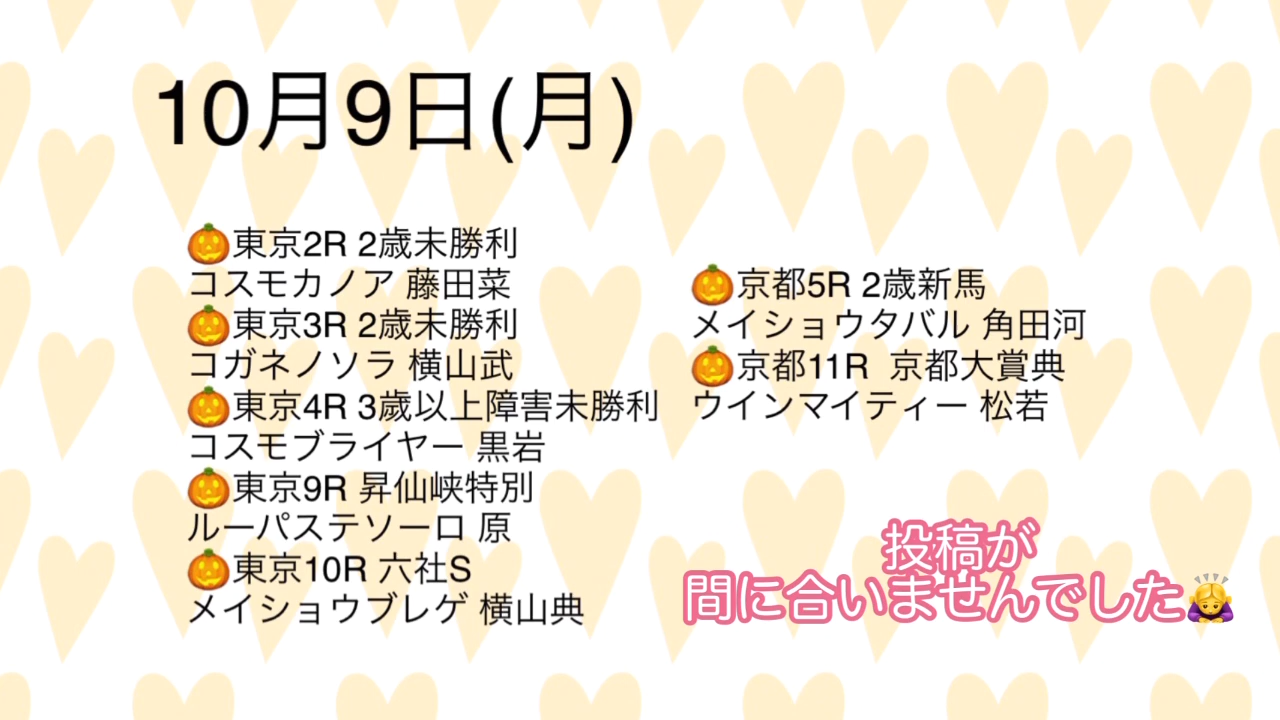 10月9日(月)
🎃東京2R 2歳未勝利
コスモカノア 藤田菜
🎃東京3R 2歳未勝利
コガネノソラ 横山武
🎃東京4R 3歳以上障害未勝利
コスモブライヤー 黒岩
🎃東京9R 昇仙峡特別
ルーパステソーロ 原
🎃東京10R 六社S
メイショウブレゲ 横山典
🎃京都5R 2歳新馬
メイショウタバル 角田河
🎃京都11R 京都大賞典
ウインマイティー 松若
投稿が
間に合いませんでした🙇‍♀️